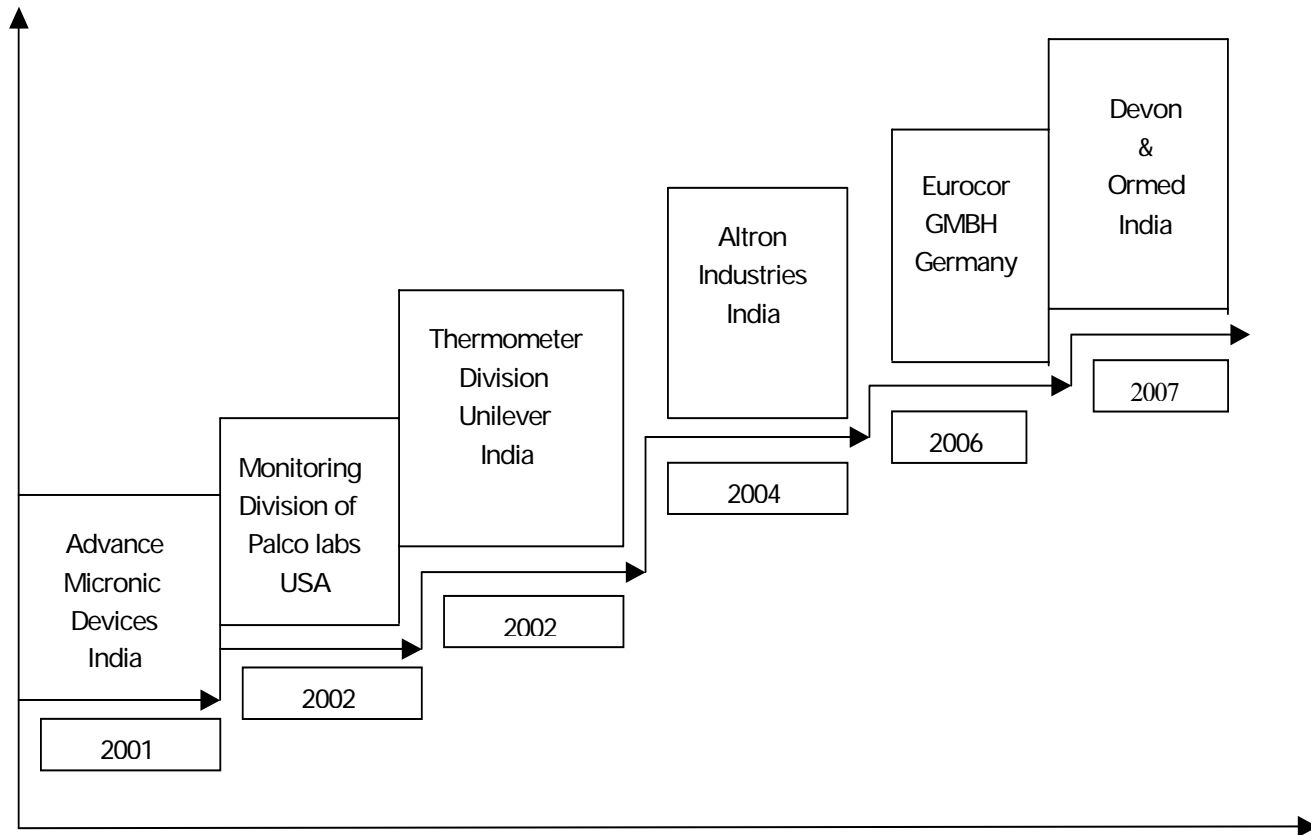 Advance
Micronic
Devices
India
2001
Monitoring
Division of
Palco labs
USA
2002
Thermometer
Division
Unilever
India
2002
Altron
Industries
India
2004
Eurocor
GMBH
Germany
2006
Devon
&
Ormed
India
2007